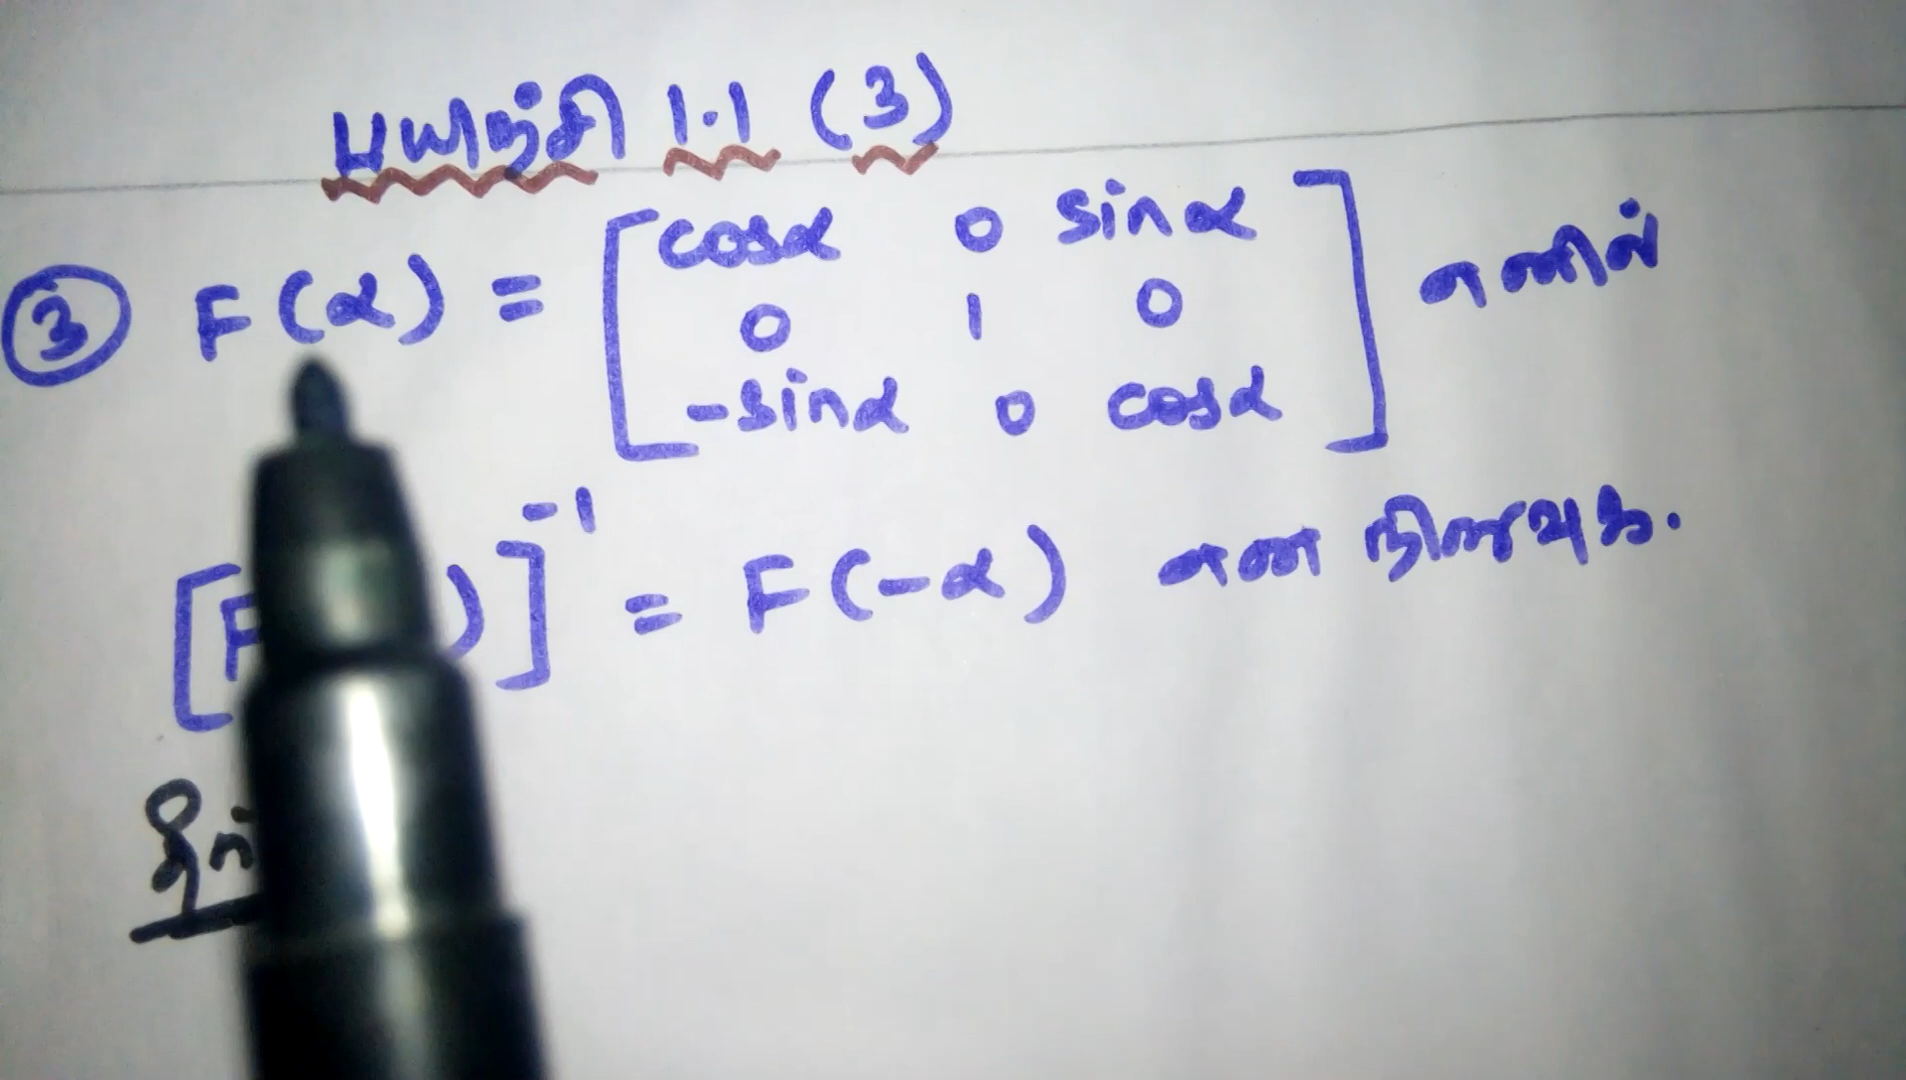 பயிற்சி 1.1 (3)
③ F(α) = [ cosα 0 sinα
0 1 0
-sinα 0 cosα ] எனில்
[F )]⁻¹ = F(-α) என நிறுவுக.